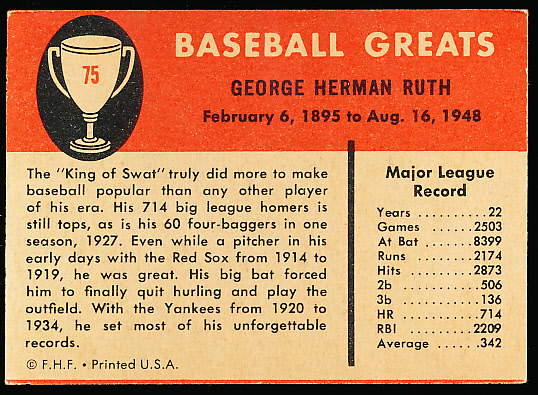 75
BASEBALL GREATS
GEORGE HERMAN RUTH
February 6, 1895 to Aug. 16, 1948
The "King of Swat" truly did more to make
baseball popular than any other player
of his era. His 714 big league homers is
still tops, as is his 60 four-baggers in one
season, 1927. Even while a pitcher in his
early days with the Red Sox from 1914 to
1919, he was great. His big bat forced
him to finally quit hurling and play the
outfield. With the Yankees from 1920 to
1934, he set most of his unforgettable
records.
© F.H.F. • Printed U.S.A.
Major League
Record
Years .......... 22
Games ....... 2503
At Bat ........ 8399
Runs ......... 2174
Hits .......... 2873
2b ............. 506
3b ............. 136
HR ............. 714
RBI .......... 2209
Average ..... .342